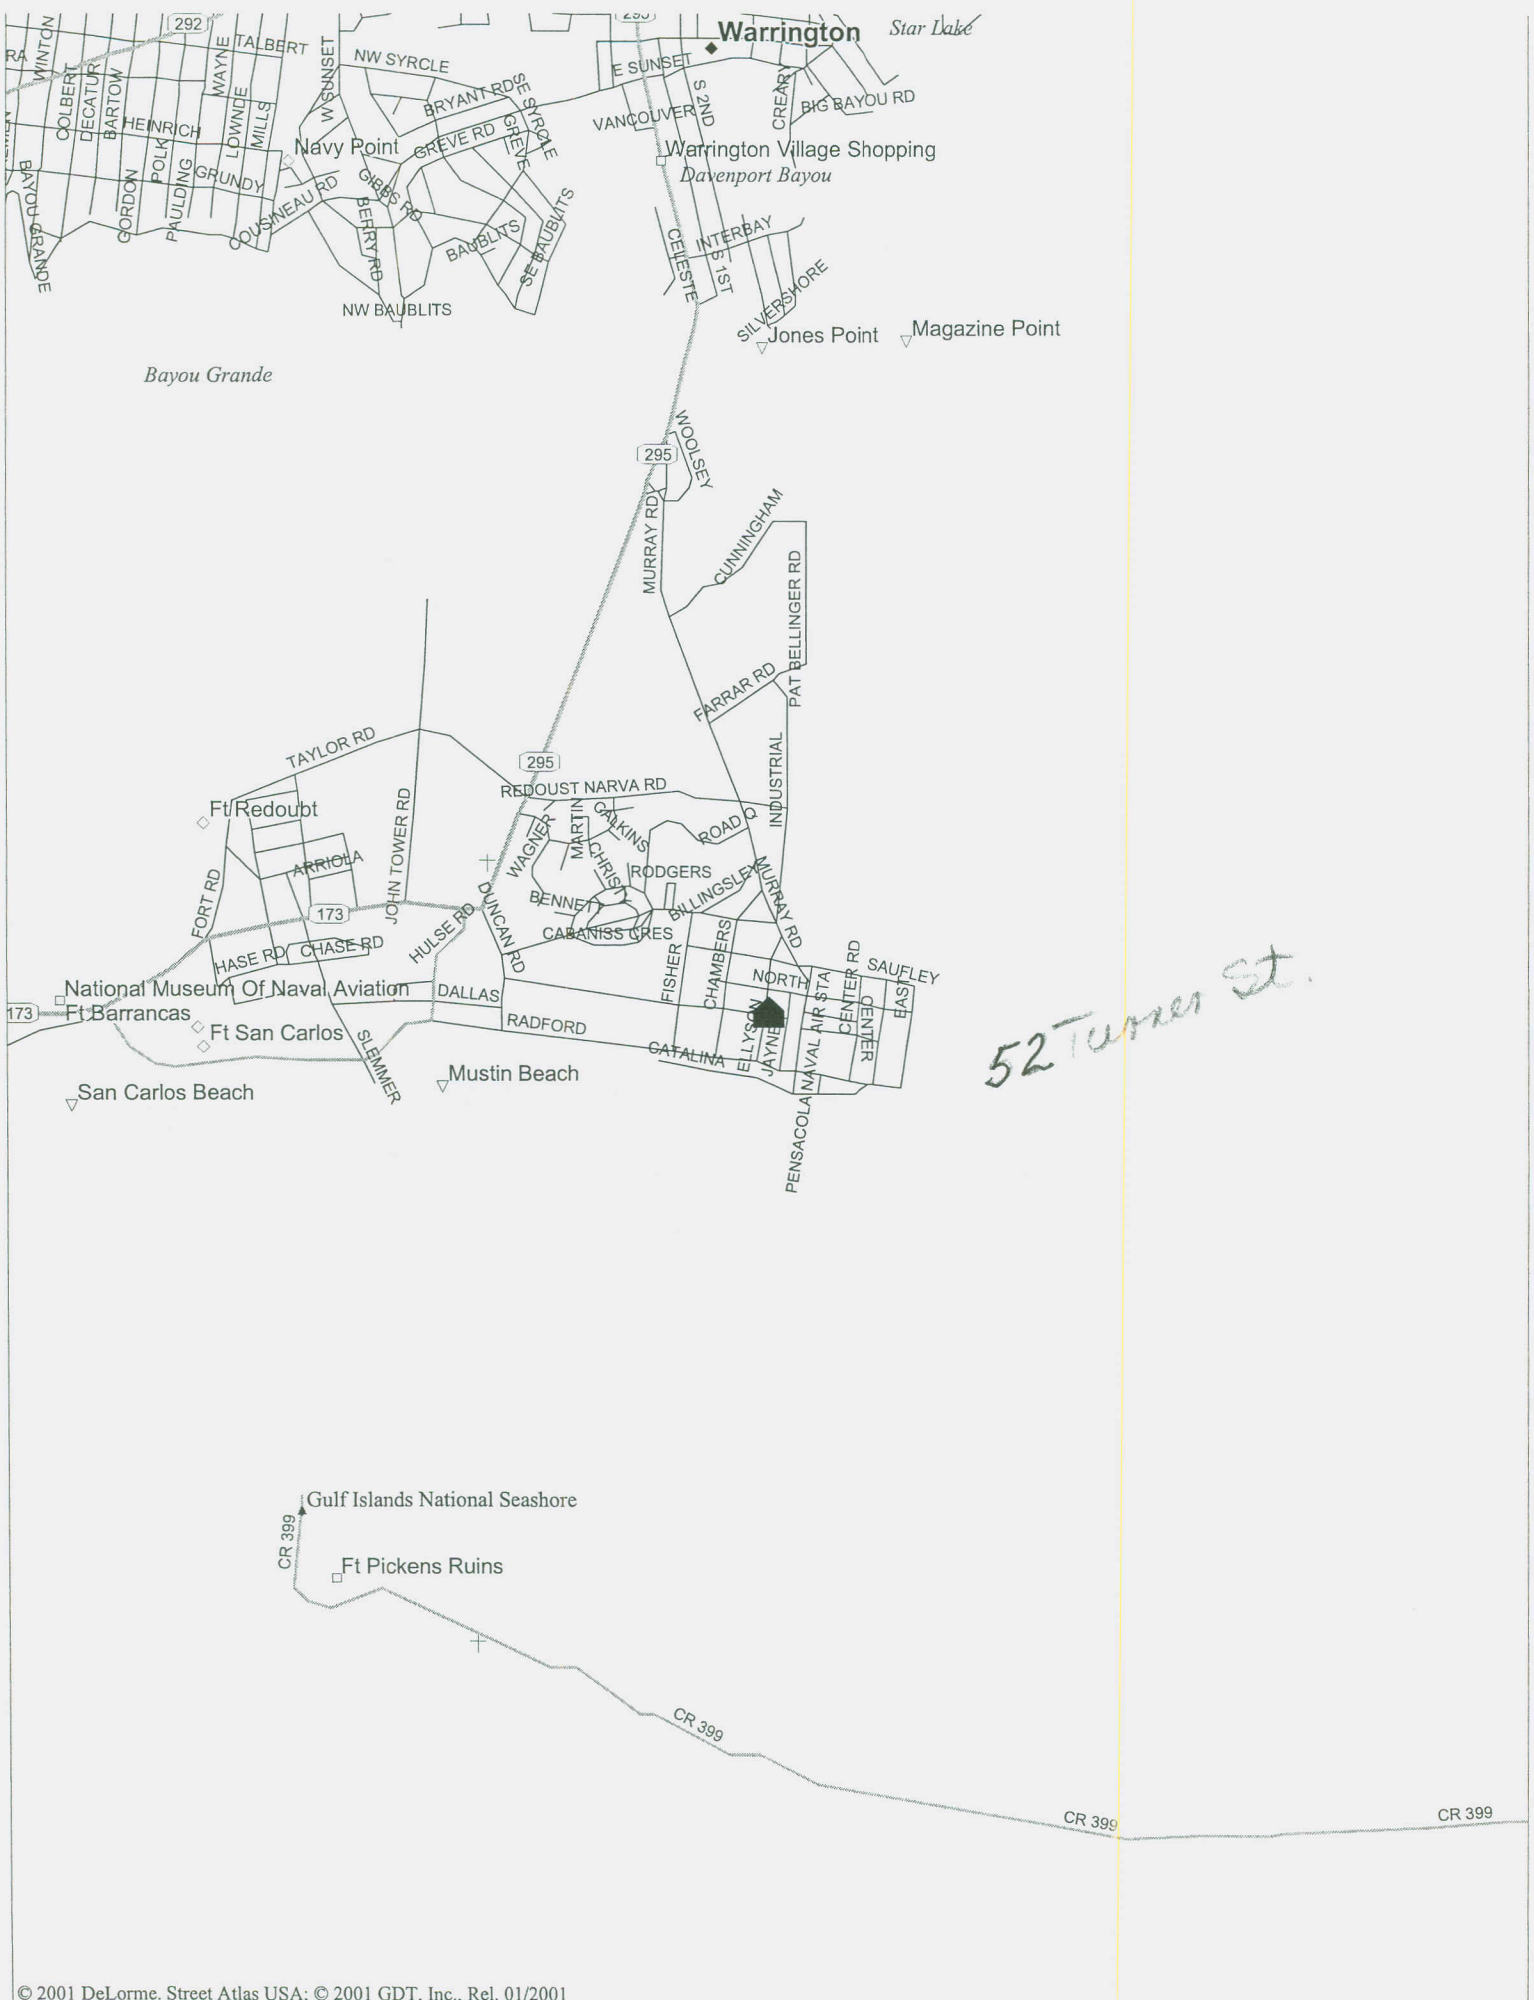 292
295
Warrington
Star Lake
RA
WINTON
WAYNE
TALBERT
W SUNSET
NW SYRCLE
E SUNSET
COLBERT
DECATUR
BARTOW
LOWNDE
MILLS
BRYANT RD
SE SYRCLE
S 2ND
CREARY
BIG BAYOU RD
VANCOUVER
HEINRICH
GREVE RD
GREVE
Navy Point
Warrington Village Shopping
Davenport Bayou
BAYOU GRANDE
GORDON
POLK
PAULDING
GRUNDY
COUSINEAU RD
GIBBS RD
BERRY RD
BAUBLITS
SE BAUBLITS
CELESTE
INTERBAY
S 1ST
NW BAUBLITS
SILVERSHORE
Jones Point
Magazine Point
Bayou Grande
WOOLSEY
295
MURRAY RD
CUNNINGHAM
PAT BELLINGER RD
FARRAR RD
INDUSTRIAL
TAYLOR RD
295
REDOUST NARVA RD
Ft Redoubt
JOHN TOWER RD
WAGNER
MARTIN
CALKINS
ROAD Q
ARRIOLA
CHRIST
RODGERS
BILLINGSLEY
MURRAY RD
FORT RD
173
DUNCAN RD
BENNETT
CABANISS CRES
HULSE RD
HASE RD
CHASE RD
FISHER
CHAMBERS
NORTH
CENTER RD
SAUFLEY
EAST
National Museum Of Naval Aviation
DALLAS
173
Ft Barrancas
Ft San Carlos
RADFORD
ELLYSON
JAYNE
CENTER
SLEMMER
CATALINA
PENSACOLA NAVAL AIR STA
52 Turner St.
Mustin Beach
San Carlos Beach
Gulf Islands National Seashore
CR 399
Ft Pickens Ruins
CR 399
CR 399
CR 399
© 2001 DeLorme. Street Atlas USA; © 2001 GDT, Inc., Rel. 01/2001